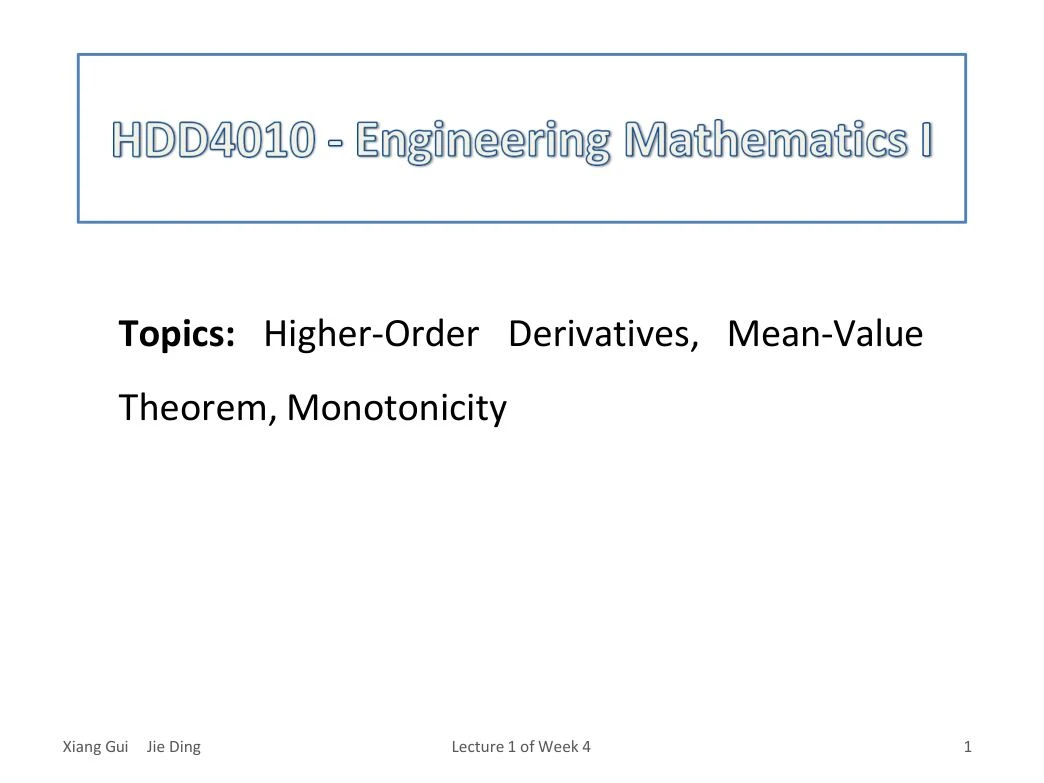 HDD4010 - Engineering Mathematics I
Topics: Higher-Order Derivatives, Mean-Value
Theorem, Monotonicity
Xiang Gui Jie Ding
Lecture 1 of Week 4
1